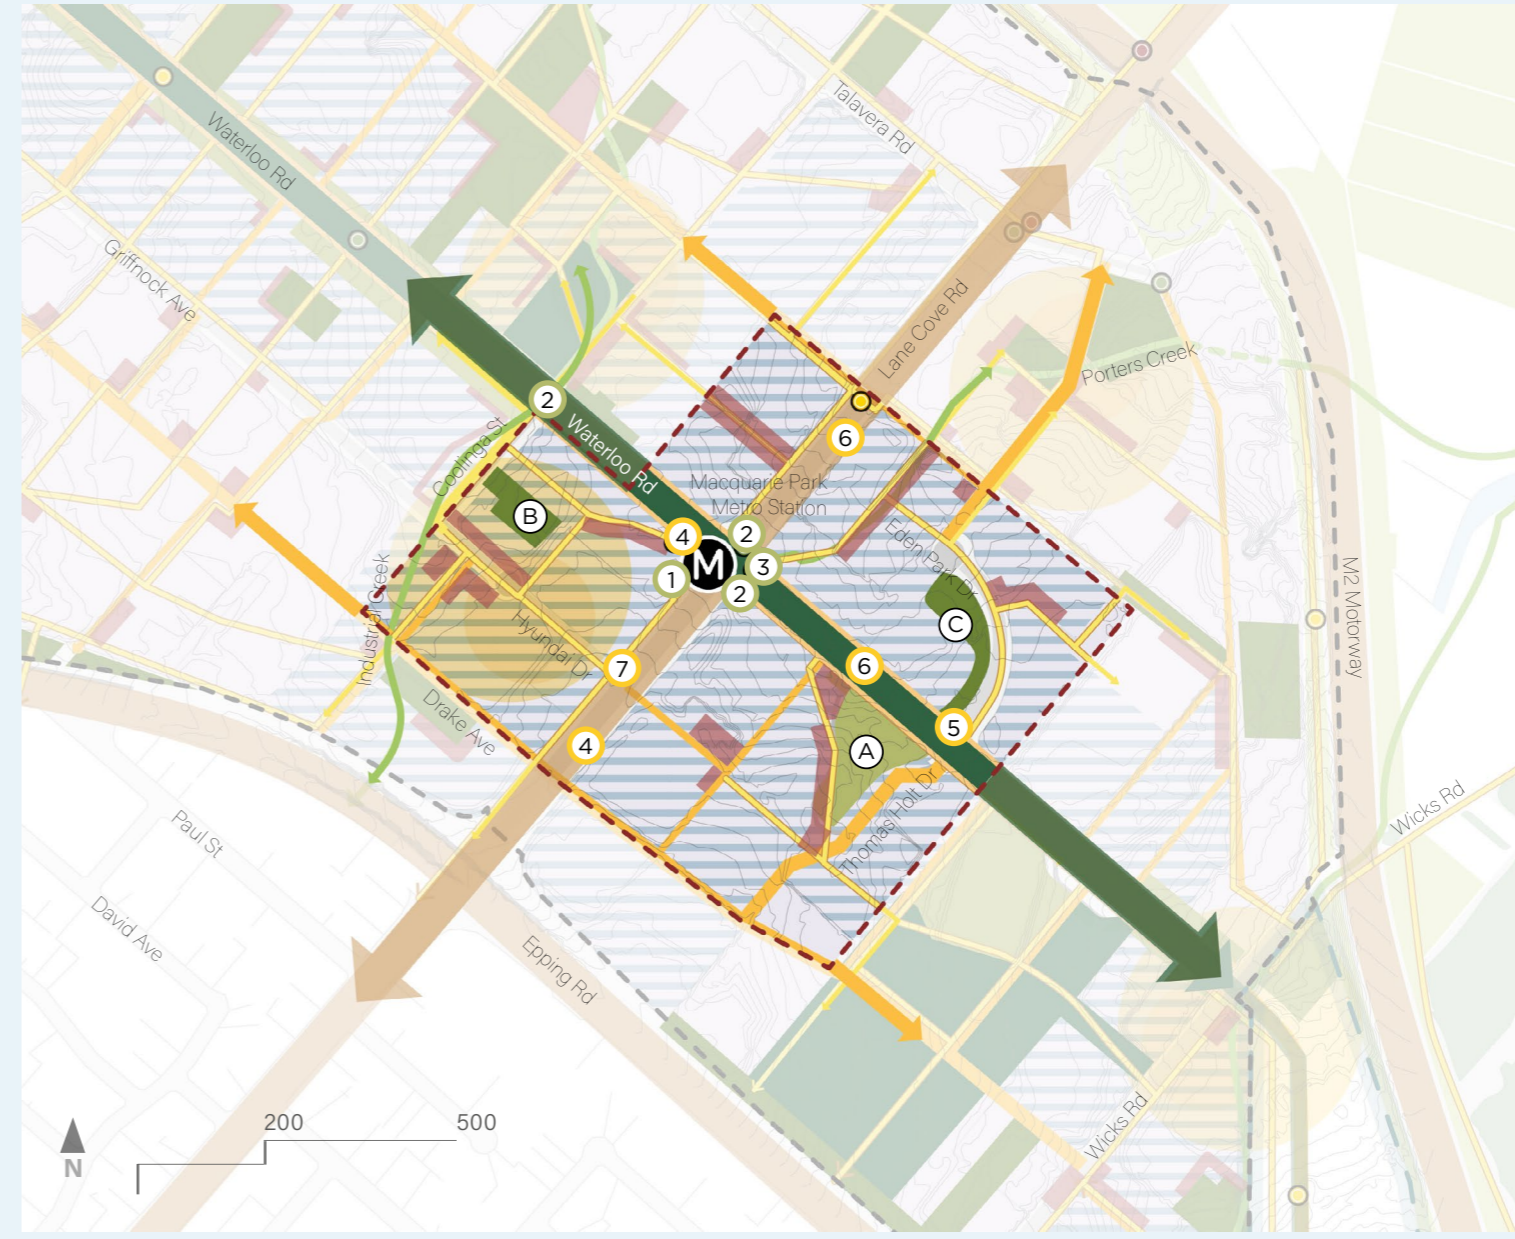 Talavera Rd
Waterloo Rd
Griffnock Ave
Lane Cove Rd
Porters Creek
2
Waterloo Rd
6
Coolinga St
Macquarie Park
Metro Station
B
4
2
Eden Park Dr
M
3
1
2
M2 Motorway
Industrial Creek
Hyundai Dr
C
7
6
Drake Ave
5
4
A
Thomas Holt Dr
Wicks Rd
Paul St
David Ave
Epping Rd
Wicks Rd
200
500
N